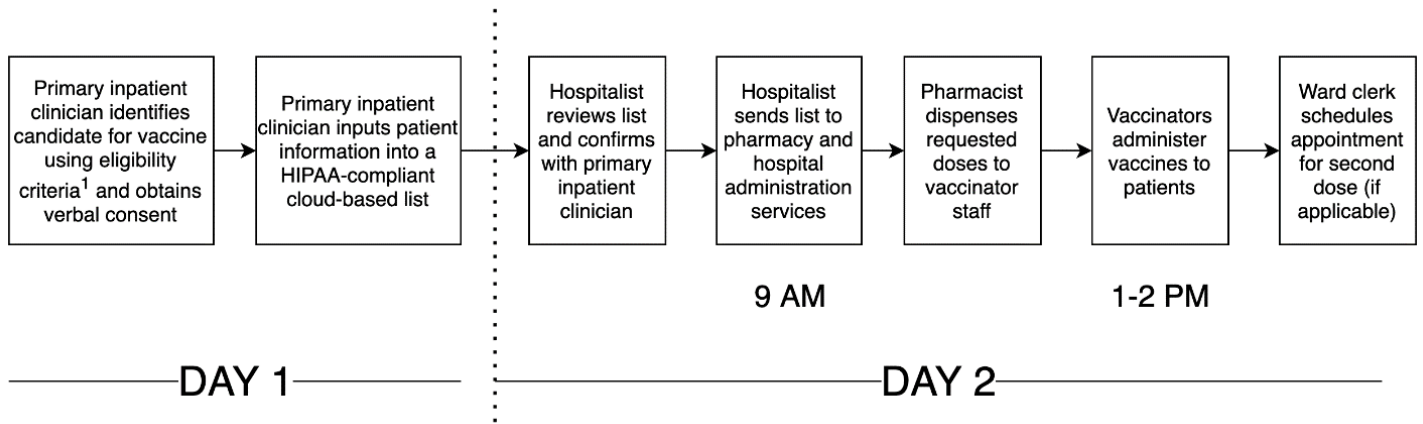 Primary inpatient
clinician identifies
candidate for vaccine
using eligibility
criteria¹ and obtains
verbal consent
Primary inpatient
clinician inputs patient
information into a
HIPAA-compliant
cloud-based list
Hospitalist
reviews list
and confirms
with primary
inpatient
clinician
Hospitalist
sends list to
pharmacy and
hospital
administration
services
Pharmacist
dispenses
requested
doses to
vaccinator
staff
Vaccinators
administer
vaccines to
patients
Ward clerk
schedules
appointment
for second
dose (if
applicable)
9 AM
1-2 PM
DAY 1
DAY 2